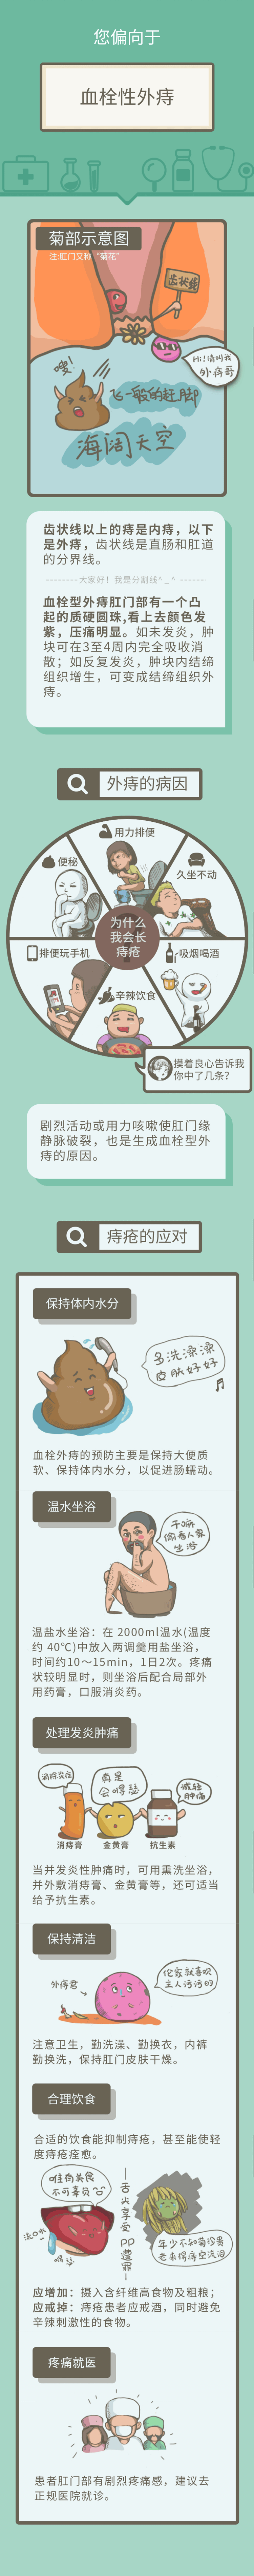 您偏向于
血栓性外痔
菊部示意图
注:肛门又称“菊花”
齿状线
Hi!请叫我
外痔哥
嗖!
飞一般的赶脚
海阔天空
齿状线以上的痔是内痔，以下
是外痔，齿状线是直肠和肛道
的分界线。
--------大家好！我是分割线^_^ ------
血栓型外痔肛门部有一个凸
起的质硬圆珠,看上去颜色发
紫，压痛明显。如未发炎，肿
块可在3至4周内完全吸收消
散；如反复发炎，肿块内结缔
组织增生，可变成结缔组织外
痔。
外痔的病因
用力排便
便秘
久坐不动
为什么
我会长
痔疮
排便玩手机
吸烟喝酒
辛辣饮食
摸着良心告诉我
你中了几条?
剧烈活动或用力咳嗽使肛门缘
静脉破裂，也是生成血栓型外
痔的原因。
痔疮的应对
保持体内水分
多洗澡澡
皮肤好好
血栓外痔的预防主要是保持大便质
软、保持体内水分，以促进肠蠕动。
温水坐浴
干嘛
偷看人家
坐浴
温盐水坐浴：在 2000ml温水(温度
约 40℃)中放入两调羹用盐坐浴，
时间约10～15min，1日2次。疼痛
状较明显时，则坐浴后配合局部外
用药膏，口服消炎药。
处理发炎肿痛
消除炎症
真是
会嘚瑟
减轻
肿痛
消痔膏
金黄膏
抗生素
当并发炎性肿痛时，可用熏洗坐浴，
并外敷消痔膏、金黄膏等，还可适当
给予抗生素。
保持清洁
外痔君
伦家就喜欢
主人污污的
注意卫生，勤洗澡、勤换衣，内裤
勤换洗，保持肛门皮肤干燥。
合理饮食
合适的饮食能抑制痔疮，甚至能使轻
度痔疮痊愈。
唯肉美食
不可辜负
流口水
嘿嘿
舌尖享受 PP遭罪
年少不知菊珍贵
老来愕痔空流泪
应增加：摄入含纤维高食物及粗粮；
应戒掉：痔疮患者应戒酒，同时避免
辛辣刺激性的食物。
疼痛就医
患者肛门部有剧烈疼痛感，建议去
正规医院就诊。